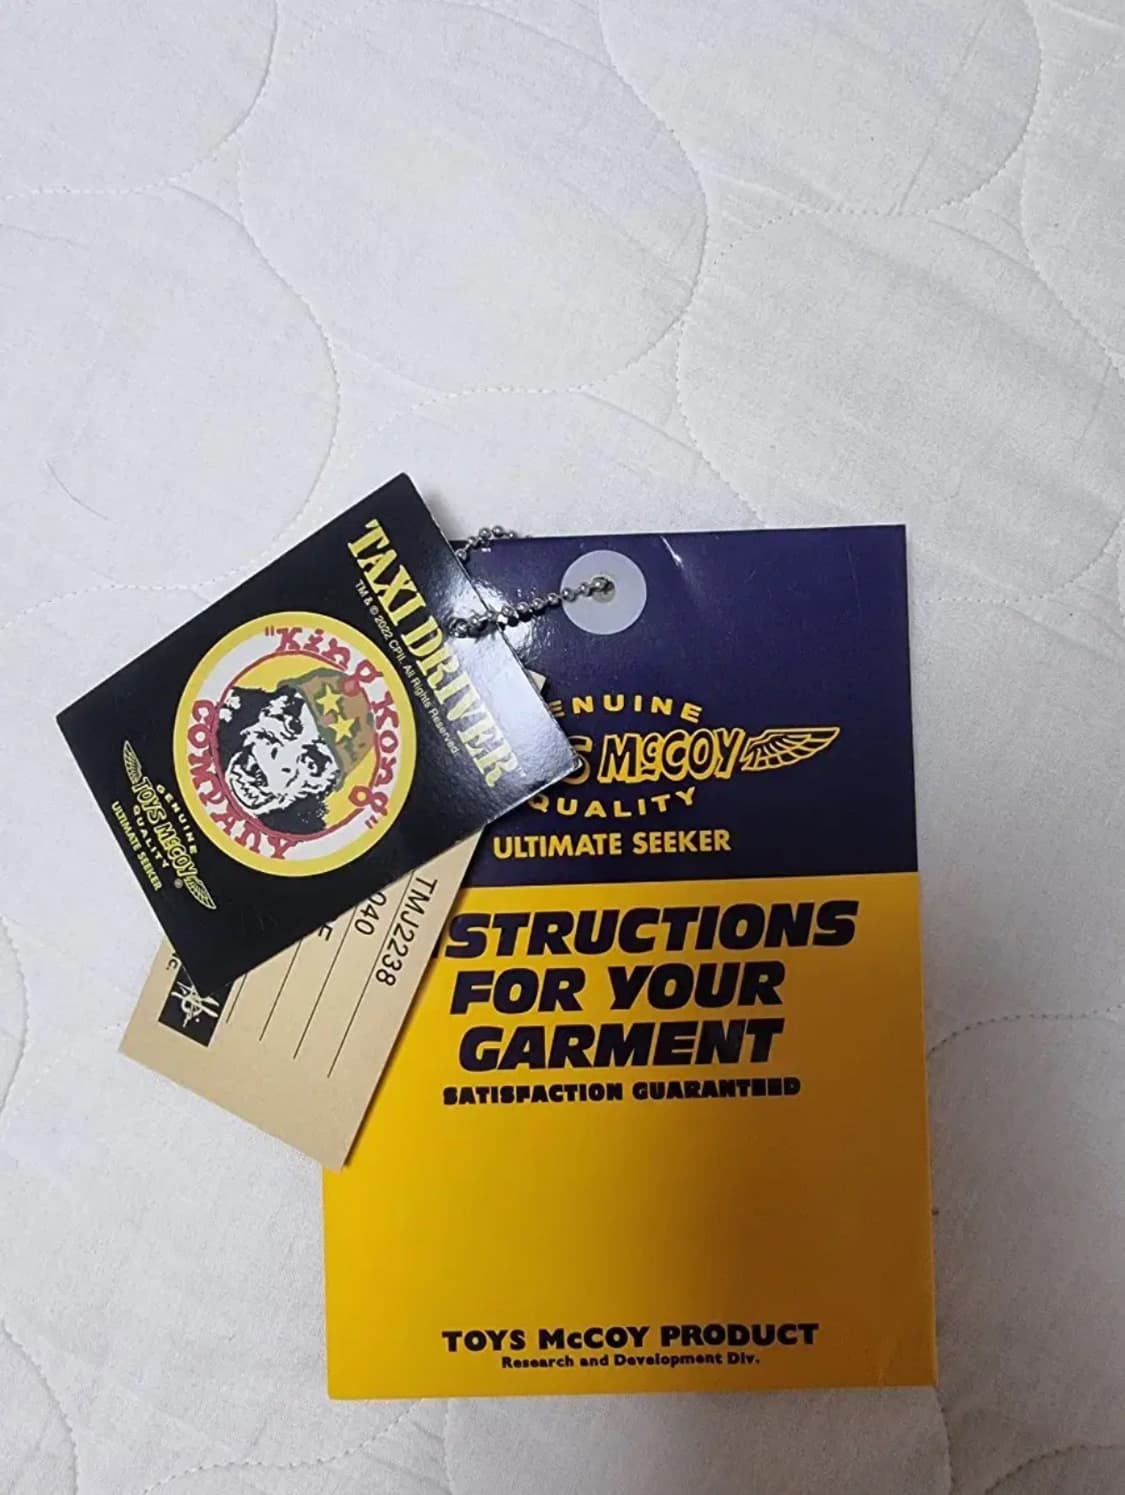 TAXI DRIVER
TM & © 2022 CPII. All Rights Reserved.
"King Kong"
COMPANY
GENUINE
TOYS McCOY
QUALITY
ULTIMATE SEEKER
®
TMJ2238
040
E
nc.
ENUINE
S McCOY
QUALITY
ULTIMATE SEEKER
STRUCTIONS
FOR YOUR
GARMENT
SATISFACTION GUARANTEED
TOYS McCOY PRODUCT
Research and Development Div.